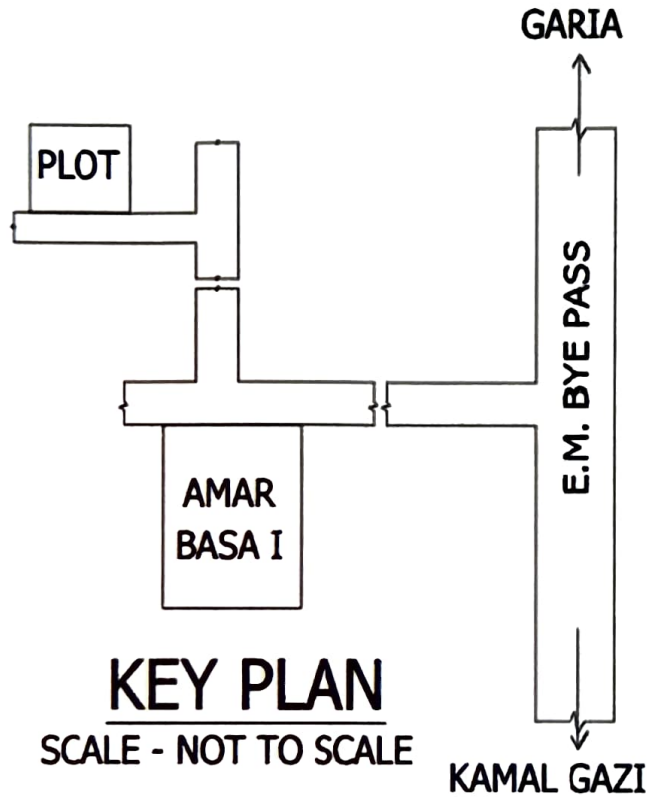 GARIA
PLOT
E.M. BYE PASS
AMAR
BASA I
KEY PLAN
SCALE - NOT TO SCALE
KAMAL GAZI